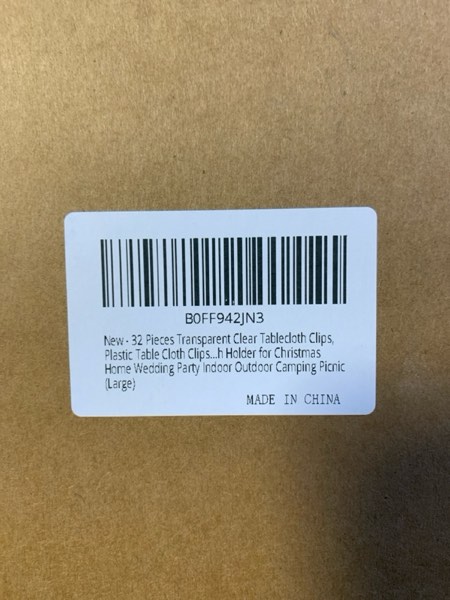 B0FF942JN3
New - 32 Pieces Transparent Clear Tablecloth Clips,
Plastic Table Cloth Clips...h Holder for Christmas
Home Wedding Party Indoor Outdoor Camping Picnic
(Large)
MADE IN CHINA